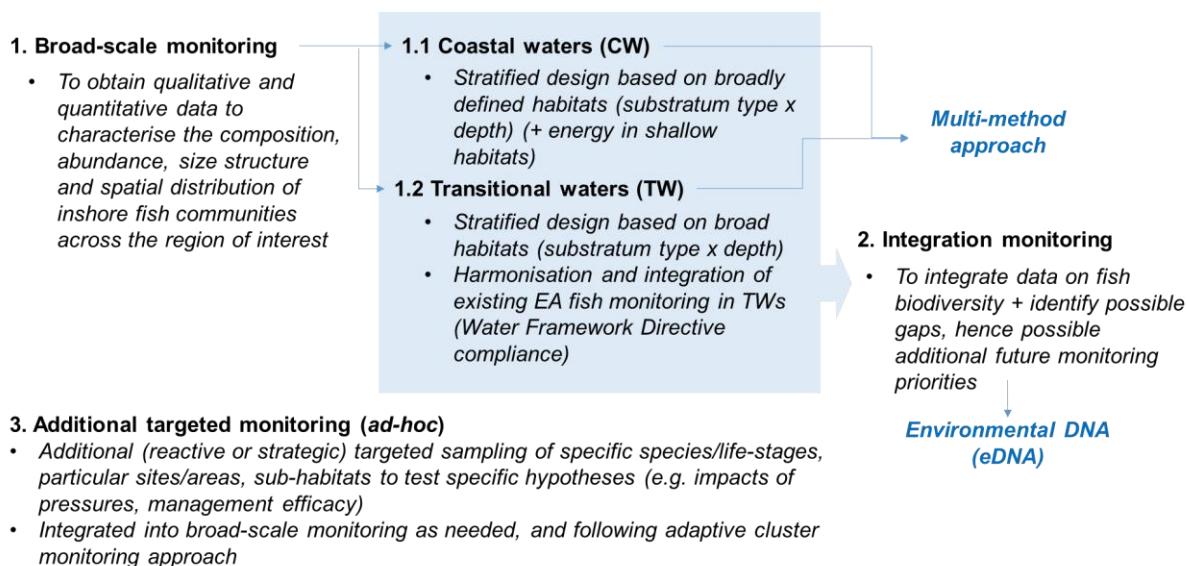 1. Broad-scale monitoring
• To obtain qualitative and
quantitative data to
characterise the composition,
abundance, size structure
and spatial distribution of
inshore fish communities
across the region of interest
1.1 Coastal waters (CW)
• Stratified design based on broadly
defined habitats (substratum type x
depth) (+ energy in shallow
habitats)
1.2 Transitional waters (TW)
• Stratified design based on broad
habitats (substratum type x depth)
• Harmonisation and integration of
existing EA fish monitoring in TWs
(Water Framework Directive
compliance)
Multi-method
approach
2. Integration monitoring
• To integrate data on fish
biodiversity + identify possible
gaps, hence possible
additional future monitoring
priorities
Environmental DNA
(eDNA)
3. Additional targeted monitoring (ad-hoc)
• Additional (reactive or strategic) targeted sampling of specific species/life-stages,
particular sites/areas, sub-habitats to test specific hypotheses (e.g. impacts of
pressures, management efficacy)
• Integrated into broad-scale monitoring as needed, and following adaptive cluster
monitoring approach